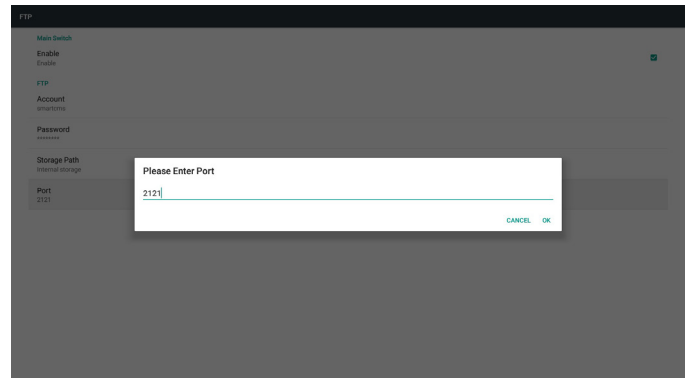 FTP
Main Switch
Enable
Enable
FTP
Account
smartcms
Password
********
Storage Path
Internal storage
Port
2121
Please Enter Port
2121
CANCEL OK